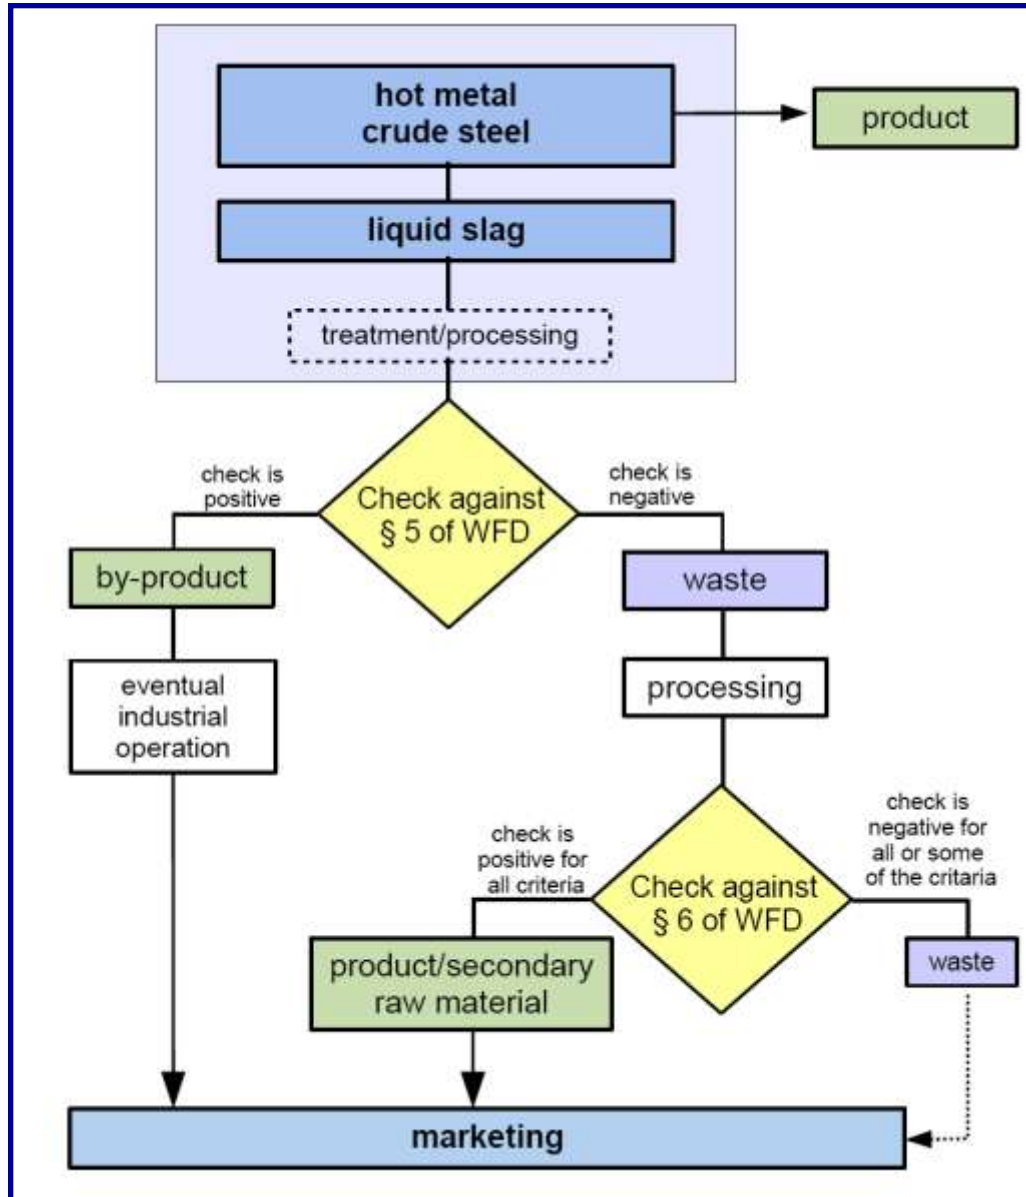 hot metal
crude steel
product
liquid slag
treatment/processing
check is
positive
Check against
§ 5 of WFD
check is
negative
by-product
waste
eventual
industrial
operation
processing
check is
positive for
all criteria
Check against
§ 6 of WFD
check is
negative for
all or some
of the critaria
product/secondary
raw material
waste
marketing